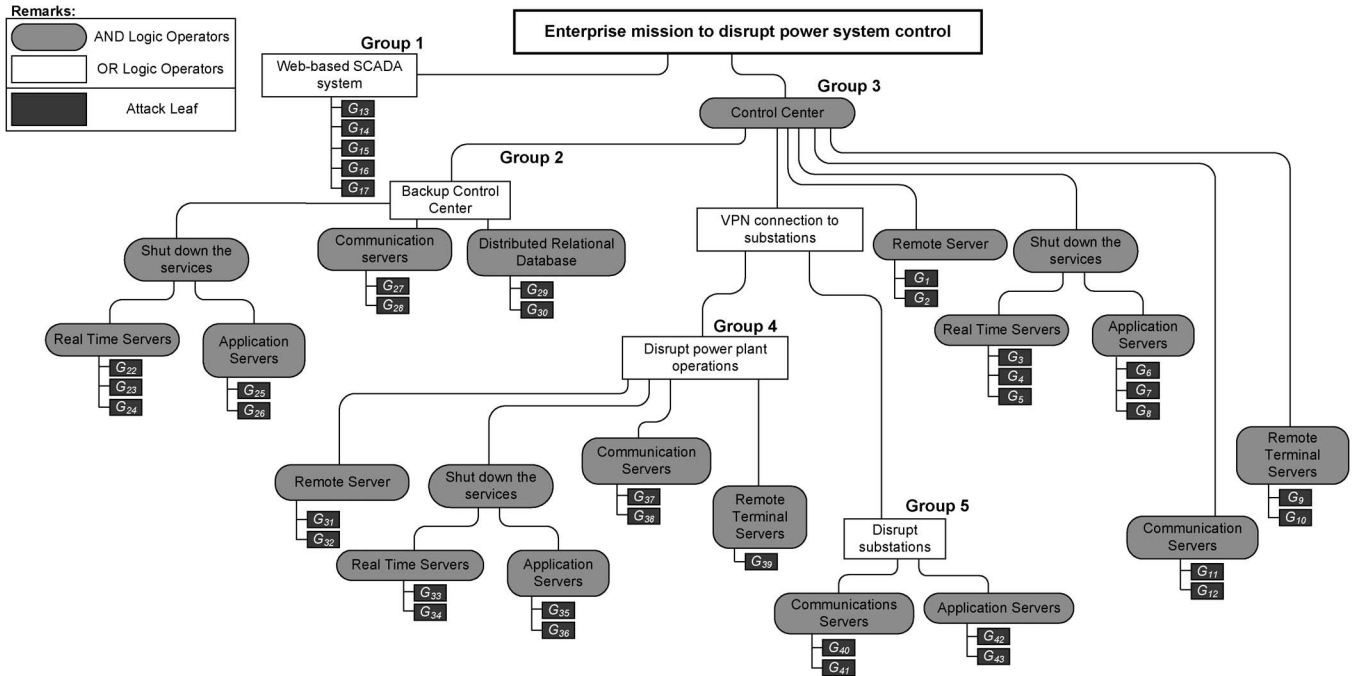 Remarks:
AND Logic Operators
OR Logic Operators
Attack Leaf
Enterprise mission to disrupt power system control
Group 1
Web-based SCADA
system
G13
G14
G15
G16
G17
Group 3
Control Center
Group 2
Backup Control
Center
Shut down the
services
Real Time Servers
G22
G23
G24
Application
Servers
G25
G26
Communication
servers
G27
G28
Distributed Relational
Database
G29
G30
VPN connection to
substations
Group 4
Disrupt power plant
operations
Remote Server
G31
G32
Shut down the
services
Real Time Servers
G33
G34
Application
Servers
G35
G36
Communication
Servers
G37
G38
Remote
Terminal
Servers
G39
Group 5
Disrupt
substations
Communications
Servers
G40
G41
Application Servers
G42
G43
Remote Server
G1
G2
Shut down the
services
Real Time Servers
G3
G4
G5
Application
Servers
G6
G7
G8
Communication
Servers
G11
G12
Remote
Terminal
Servers
G9
G10